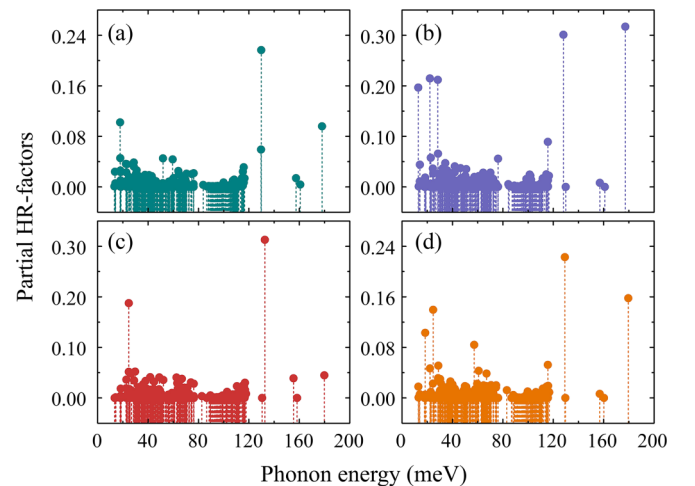 (a) (b)
0.24 0.30
0.16 0.20
0.08 0.10
0.00 0.00
Partial HR-factors
(c) (d)
0.30 0.24
0.20 0.16
0.10 0.08
0.00 0.00
0 40 80 120 160 200 0 40 80 120 160 200
Phonon energy (meV)